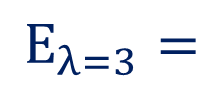 E_{λ=3} =